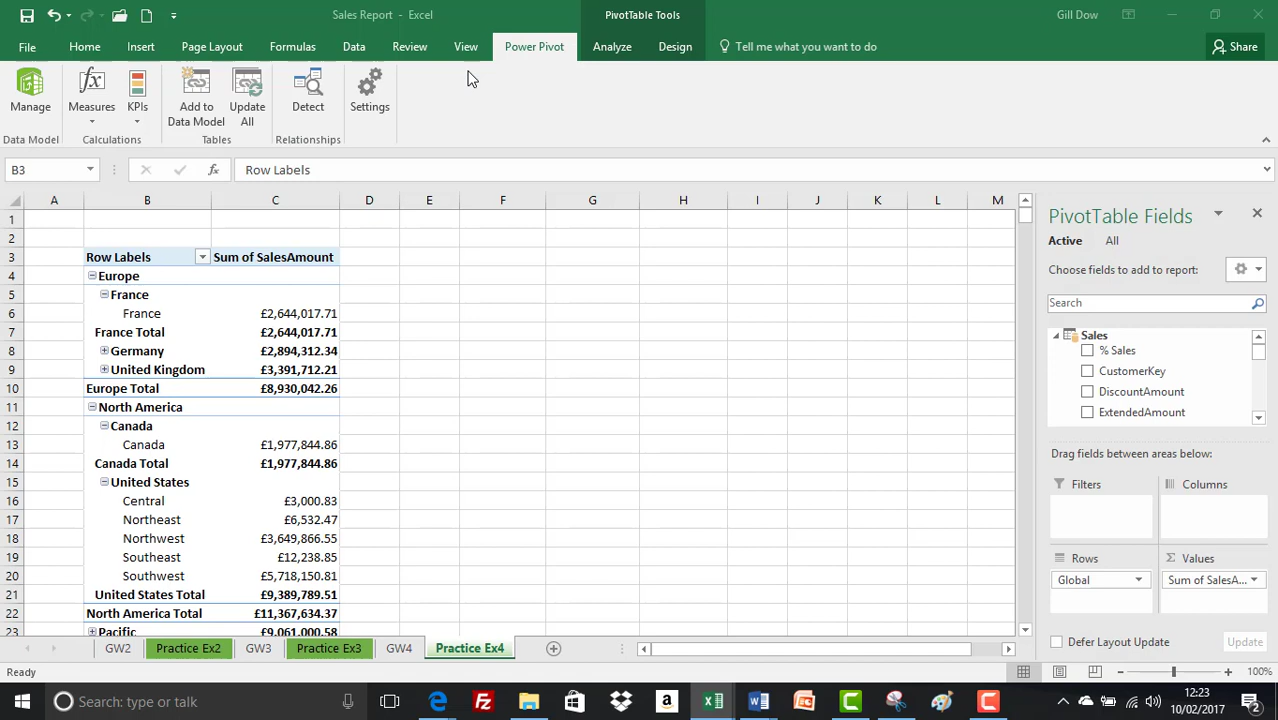 Sales Report - Excel
PivotTable Tools
Gill Dow
File Home Insert Page Layout Formulas Data Review View Power Pivot Analyze Design Tell me what you want to do Share
Manage Measures KPIs Add to Data Model Update All Detect Settings
Data Model Calculations Tables Relationships
B3 fx Row Labels
A B C D E F G H I J K L M
1
2
3 Row Labels Sum of SalesAmount
4 Europe
5 France
6 France £2,644,017.71
7 France Total £2,644,017.71
8 Germany £2,894,312.34
9 United Kingdom £3,391,712.21
10 Europe Total £8,930,042.26
11 North America
12 Canada
13 Canada £1,977,844.86
14 Canada Total £1,977,844.86
15 United States
16 Central £3,000.83
17 Northeast £6,532.47
18 Northwest £3,649,866.55
19 Southeast £12,238.85
20 Southwest £5,718,150.81
21 United States Total £9,389,789.51
22 North America Total £11,367,634.37
23 Pacific £9,061,000.58
PivotTable Fields
Active All
Choose fields to add to report:
Search
Sales
% Sales
CustomerKey
DiscountAmount
ExtendedAmount
Drag fields between areas below:
Filters Columns
Rows Σ Values
Global Sum of SalesA...
Defer Layout Update Update
GW2 Practice Ex2 GW3 Practice Ex3 GW4 Practice Ex4
Ready 100%
Search the web and Windows
12:23
10/02/2017